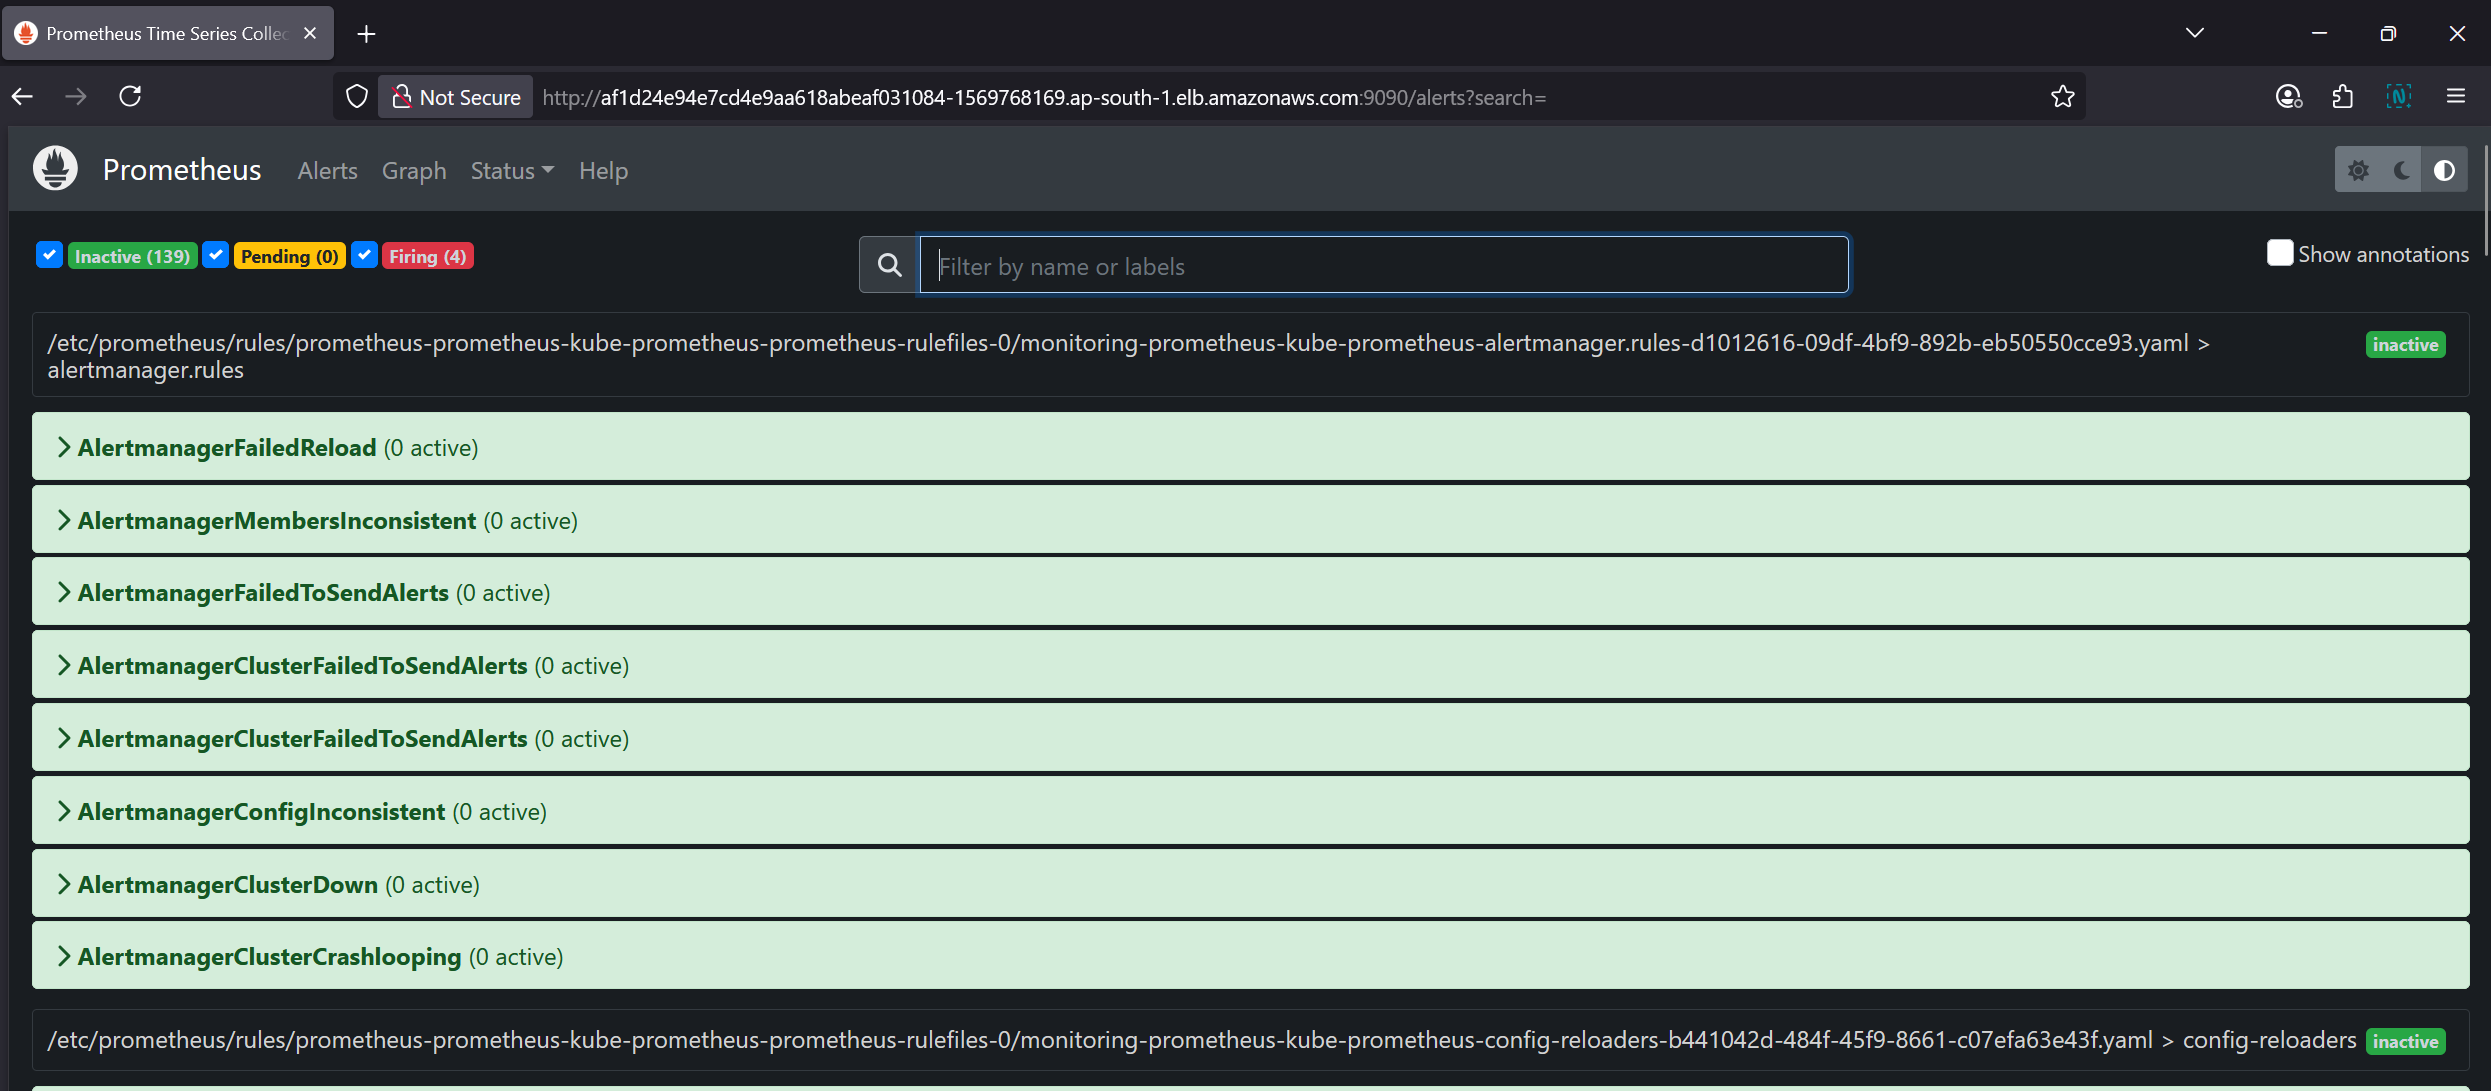 Prometheus Time Series Collec
Not Secure http://af1d24e94e7cd4e9aa618abeaf031084-1569768169.ap-south-1.elb.amazonaws.com:9090/alerts?search=
Prometheus Alerts Graph Status Help
Inactive (139) Pending (0) Firing (4) Filter by name or labels Show annotations
/etc/prometheus/rules/prometheus-prometheus-kube-prometheus-prometheus-rulefiles-0/monitoring-prometheus-kube-prometheus-alertmanager.rules-d1012616-09df-4bf9-892b-eb50550cce93.yaml > inactive
alertmanager.rules
AlertmanagerFailedReload (0 active)
AlertmanagerMembersInconsistent (0 active)
AlertmanagerFailedToSendAlerts (0 active)
AlertmanagerClusterFailedToSendAlerts (0 active)
AlertmanagerClusterFailedToSendAlerts (0 active)
AlertmanagerConfigInconsistent (0 active)
AlertmanagerClusterDown (0 active)
AlertmanagerClusterCrashlooping (0 active)
/etc/prometheus/rules/prometheus-prometheus-kube-prometheus-prometheus-rulefiles-0/monitoring-prometheus-kube-prometheus-config-reloaders-b441042d-484f-45f9-8661-c07efa63e43f.yaml > config-reloaders inactive